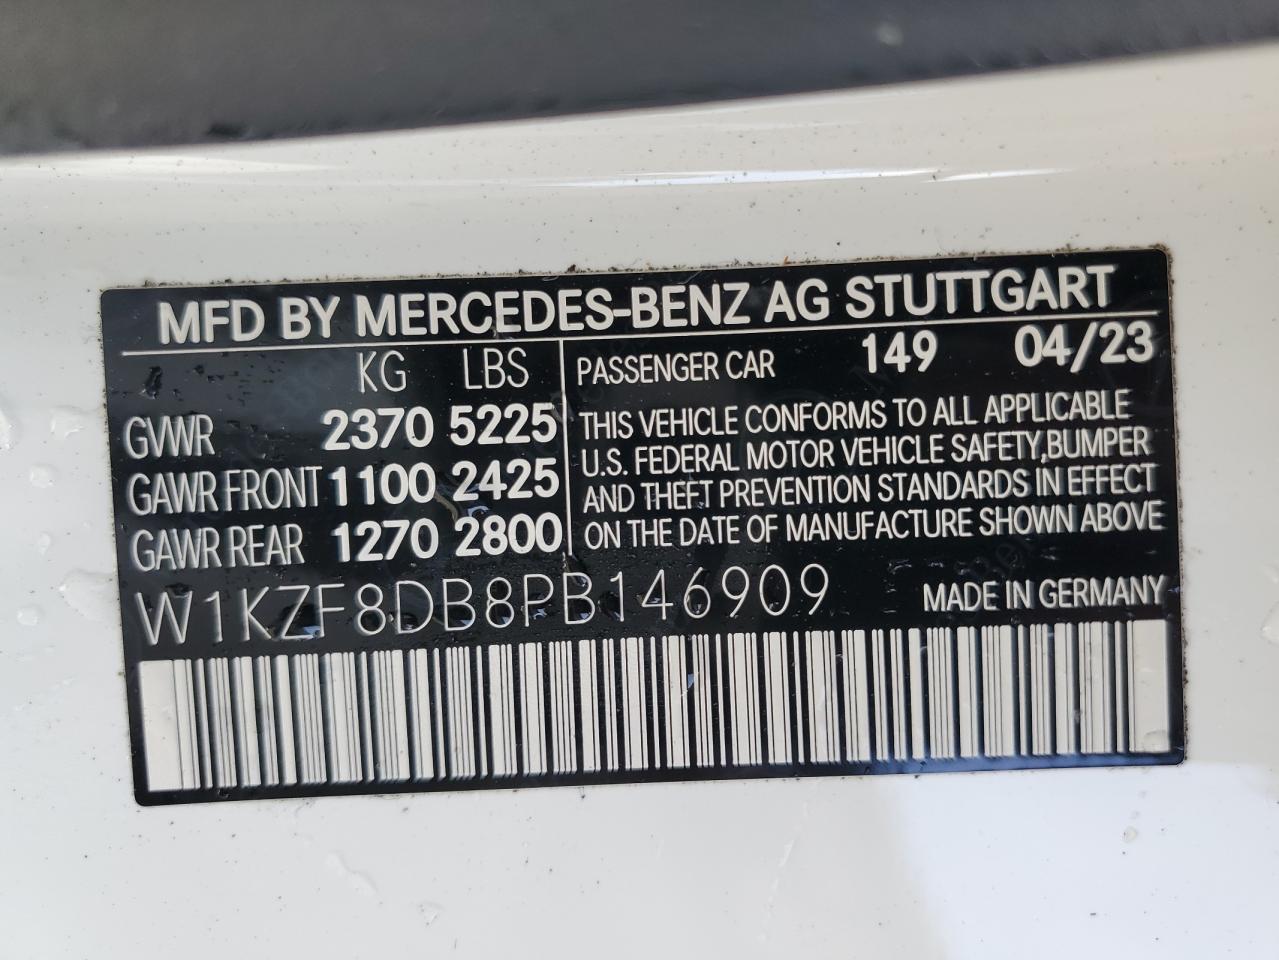 MFD BY MERCEDES-BENZ AG STUTTGART
KG LBS
GVWR 2370 5225
GAWR FRONT 1100 2425
GAWR REAR 1270 2800
PASSENGER CAR 149 04/23
THIS VEHICLE CONFORMS TO ALL APPLICABLE
U.S. FEDERAL MOTOR VEHICLE SAFETY,BUMPER
AND THEFT PREVENTION STANDARDS IN EFFECT
ON THE DATE OF MANUFACTURE SHOWN ABOVE
W1KZF8DB8PB146909 MADE IN GERMANY